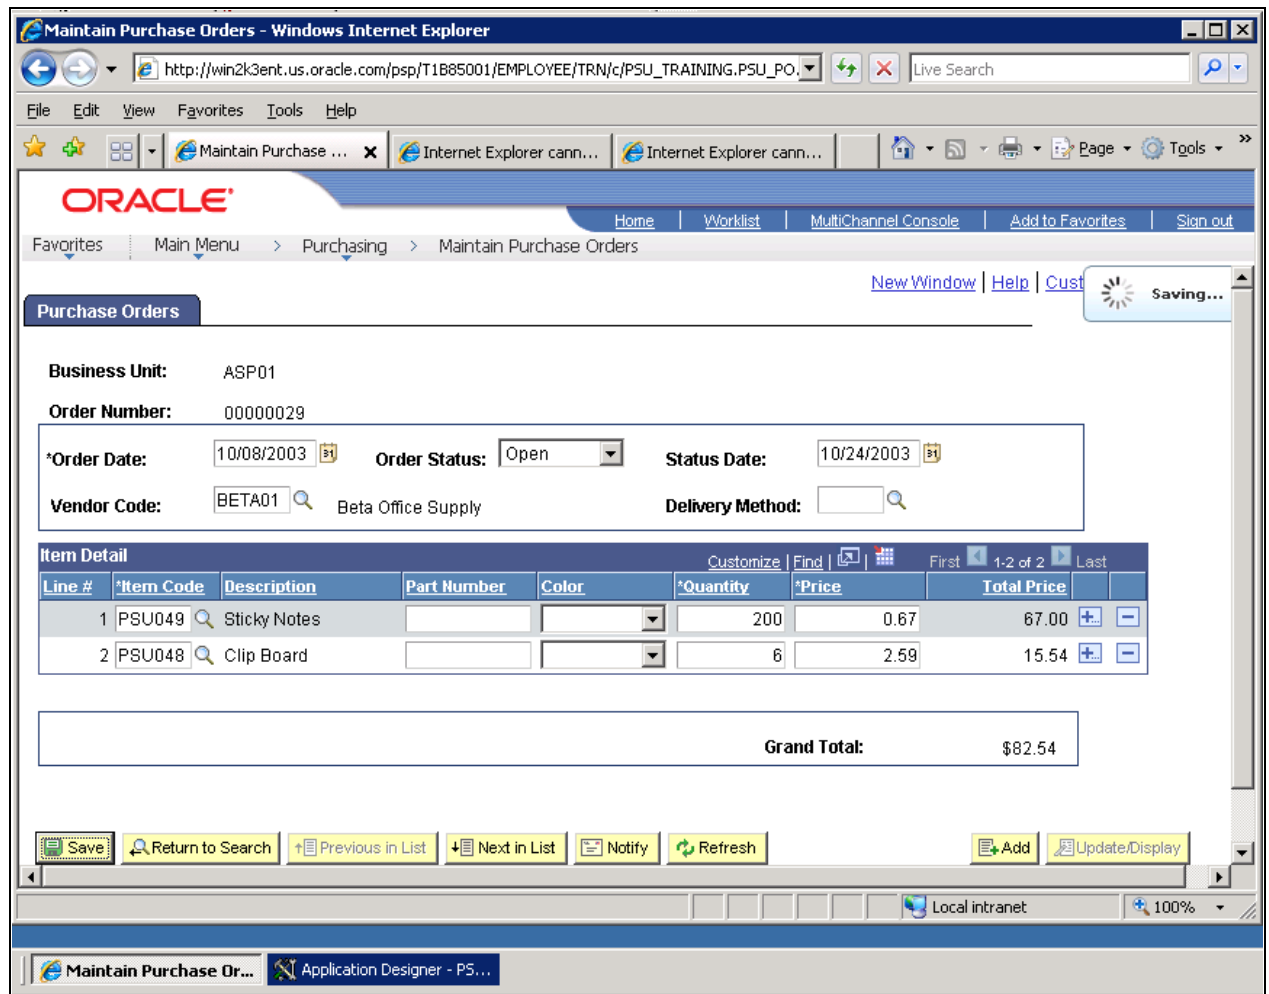 Maintain Purchase Orders - Windows Internet Explorer
http://win2k3ent.us.oracle.com/psp/T1B85001/EMPLOYEE/TRN/c/PSU_TRAINING.PSU_PO. Live Search
File Edit View Favorites Tools Help
Maintain Purchase ... Internet Explorer cann... Internet Explorer cann... Page Tools »
ORACLE
Home | Worklist | MultiChannel Console | Add to Favorites | Sign out
Favorites Main Menu > Purchasing > Maintain Purchase Orders
New Window | Help | Cust Saving...
Purchase Orders
Business Unit: ASP01
Order Number: 00000029
*Order Date: 10/08/2003 Order Status: Open Status Date: 10/24/2003
Vendor Code: BETA01 Beta Office Supply Delivery Method:
Item Detail Customize | Find | First 1-2 of 2 Last
Line # *Item Code Description Part Number Color *Quantity *Price Total Price
1 PSU049 Sticky Notes 200 0.67 67.00
2 PSU048 Clip Board 6 2.59 15.54
Grand Total: $82.54
Save Return to Search Previous in List Next in List Notify Refresh Add Update/Display
Local intranet 100%
Maintain Purchase Or... Application Designer - PS...